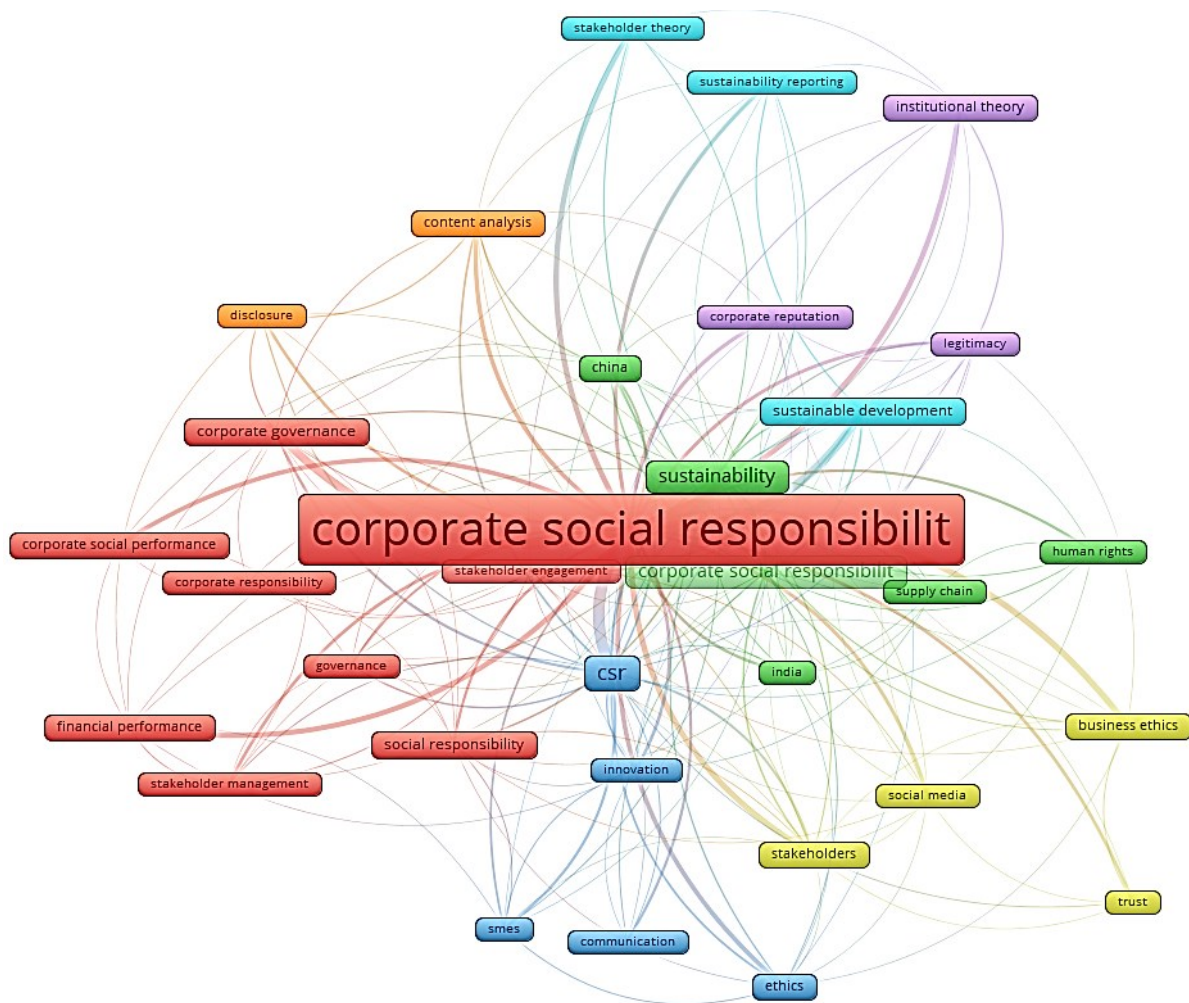 stakeholder theory
sustainability reporting
institutional theory
content analysis
disclosure
corporate reputation
legitimacy
china
sustainable development
corporate governance
sustainability
corporate social responsibilit
corporate social performance
human rights
stakeholder engagement
corporate social responsibilit
corporate responsibility
supply chain
governance
csr
india
financial performance
business ethics
social responsibility
innovation
stakeholder management
social media
stakeholders
trust
smes
communication
ethics